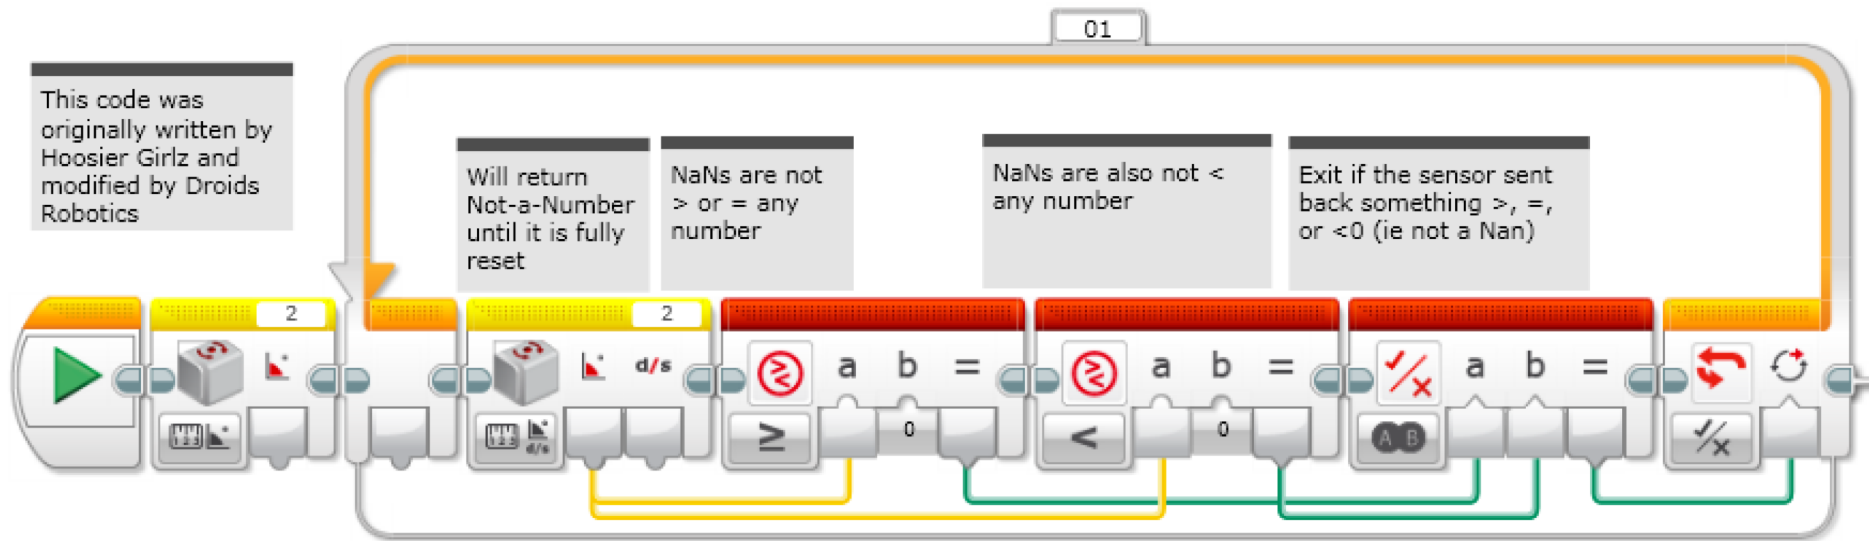 01
This code was
originally written by
Hoosier Girlz and
modified by Droids
Robotics
Will return
Not-a-Number
until it is fully
reset
NaNs are not
> or = any
number
NaNs are also not <
any number
Exit if the sensor sent
back something >, =,
or <0 (ie not a Nan)
2
2
d/s
a b =
a b =
a b =
123
123 d/s
≥
0
<
0
A B